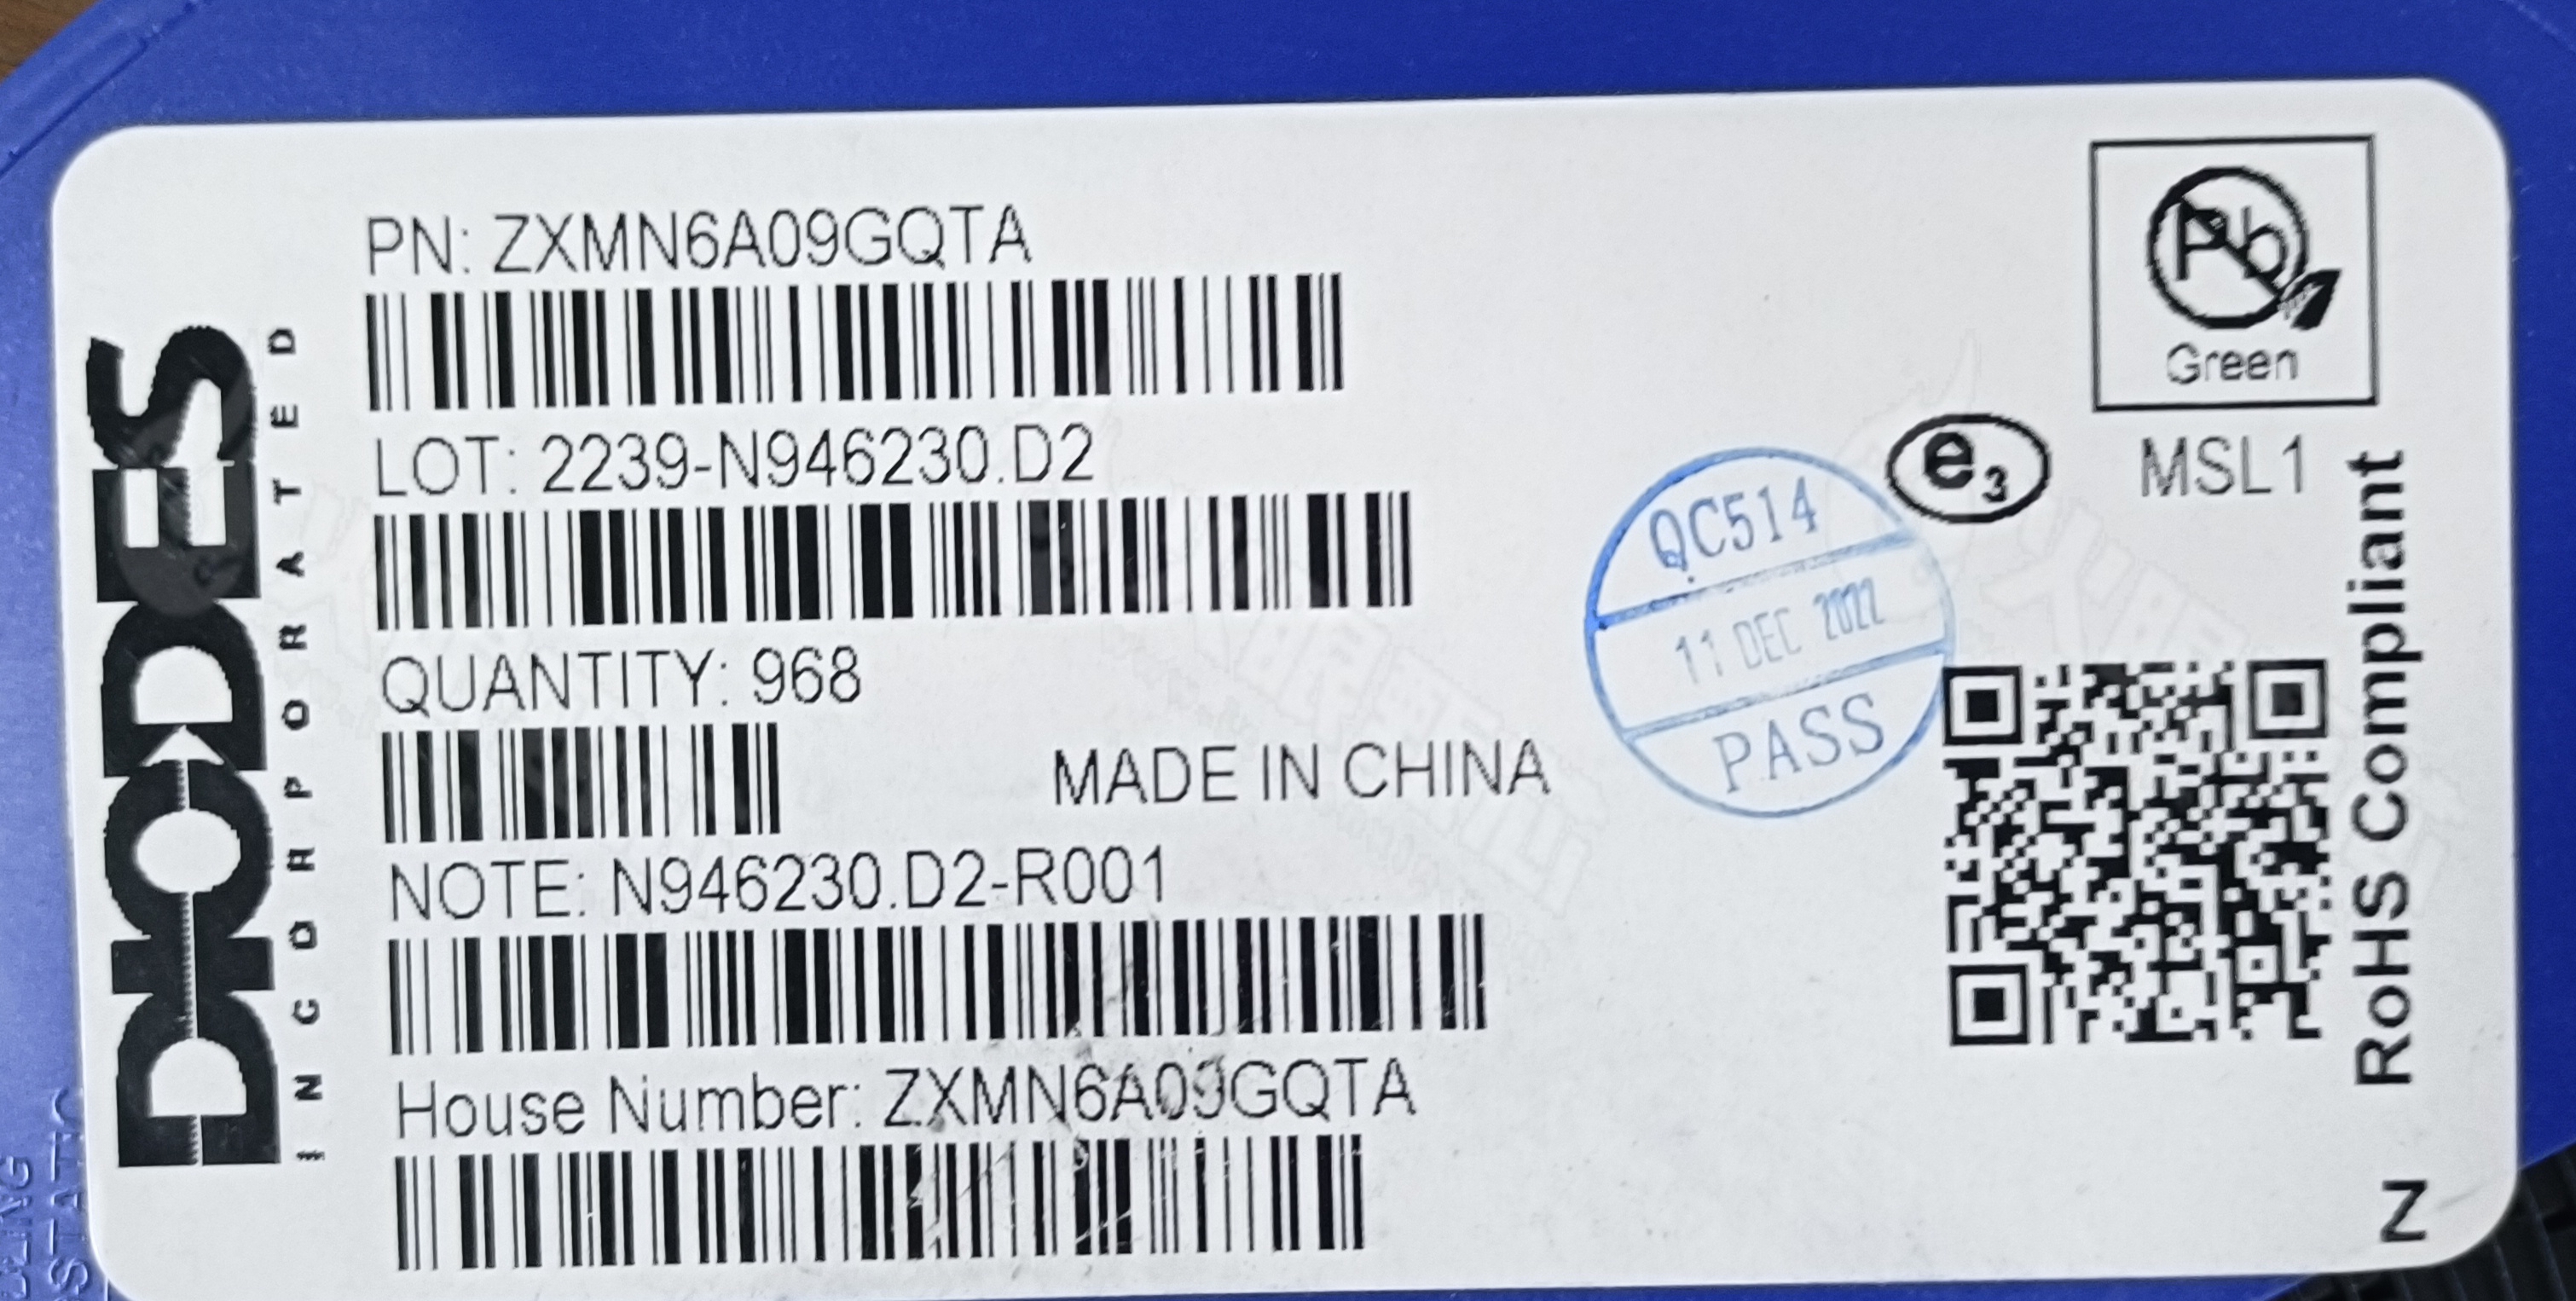 DIODES
INCORPORATED
PN: ZXMN6A09GQTA
LOT: 2239-N946230.D2
QUANTITY: 968
MADE IN CHINA
NOTE: N946230.D2-R001
House Number: ZXMN6A09GQTA
Pb
Green
e3
MSL1
QC514
11 DEC 2022
PASS
RoHS Compliant
N